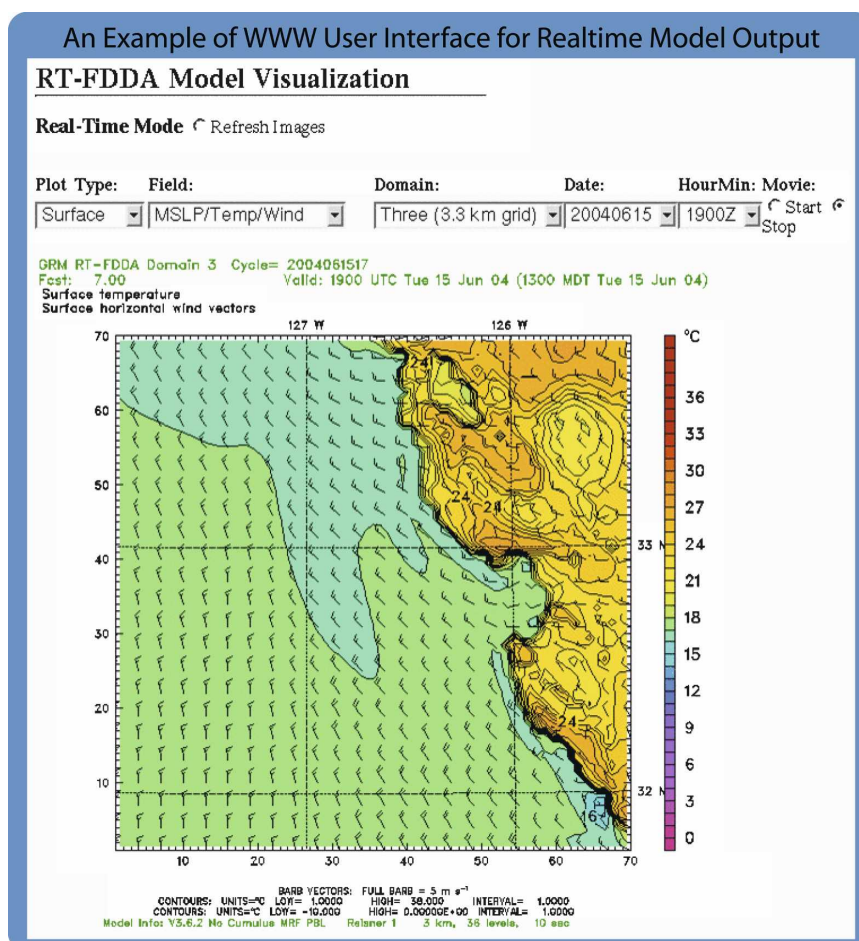 An Example of WWW User Interface for Realtime Model Output
RT-FDDA Model Visualization
Real-Time Mode Refresh Images
Plot Type: Field: Domain: Date: HourMin: Movie:
Surface MSLP/Temp/Wind Three (3.3 km grid) 20040615 1900Z Start
Stop
GRM RT-FDDA Domain 3 Cycle= 2004061517
Fcst: 7.00 Valid: 1900 UTC Tue 15 Jun 04 (1300 MDT Tue 15 Jun 04)
Surface temperature
Surface horizontal wind vectors
127 W 126 W
70 °C
24
36
60
33
30
50
24 24 27
40 33 N 24
21
30 18
15
20 24 12
9
10 32 N 6
16 3
0
10 20 30 40 50 60 70
BARB VECTORS: FULL BARB = 5 m s⁻¹
CONTOURS: UNITS=°C LOW= 1.0000 HIGH= 38.000 INTERVAL= 1.0000
CONTOURS: UNITS=°C LOW= -10.000 HIGH= 0.00000E+00 INTERVAL= 1.0000
Model Info: V3.6.2 No Cumulus MRF PBL Reisner 1 3 km, 36 levels, 10 sec